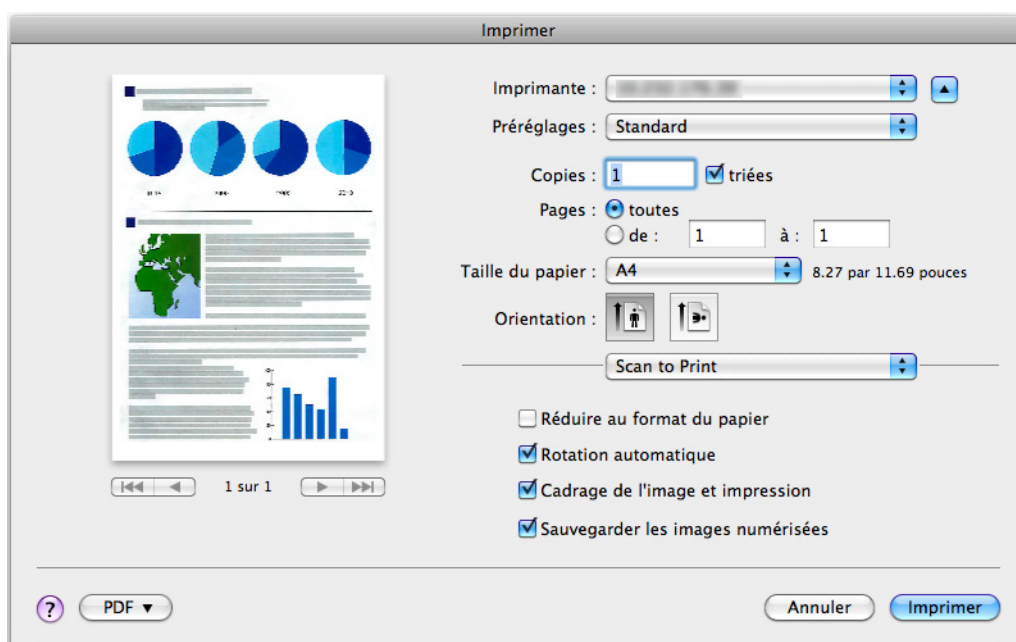 Imprimer
Imprimante :
Préréglages : Standard
Copies : 1 triées
Pages : toutes
de : 1 à : 1
Taille du papier : A4 8.27 par 11.69 pouces
Orientation :
Scan to Print
Réduire au format du papier
Rotation automatique
Cadrage de l'image et impression
Sauvegarder les images numérisées
1 sur 1
? PDF Annuler Imprimer